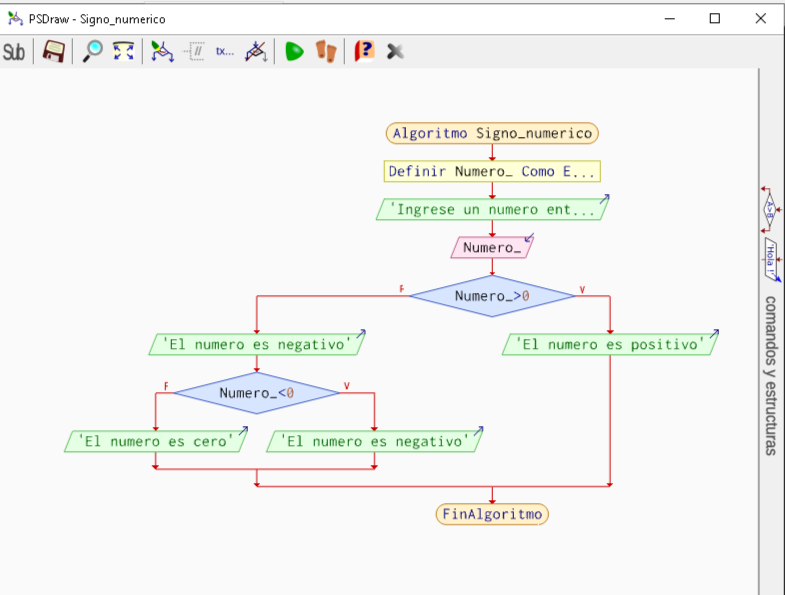 PSDraw - Signo_numerico
Sub
tx...
Algoritmo Signo_numerico
Definir Numero_ Como E...
'Ingrese un numero ent...
Numero_
Numero_>0
F
V
'El numero es negativo'
'El numero es positivo'
Numero_<0
F
V
'El numero es cero'
'El numero es negativo'
FinAlgoritmo
A>B
'Hola !'
comandos y estructuras